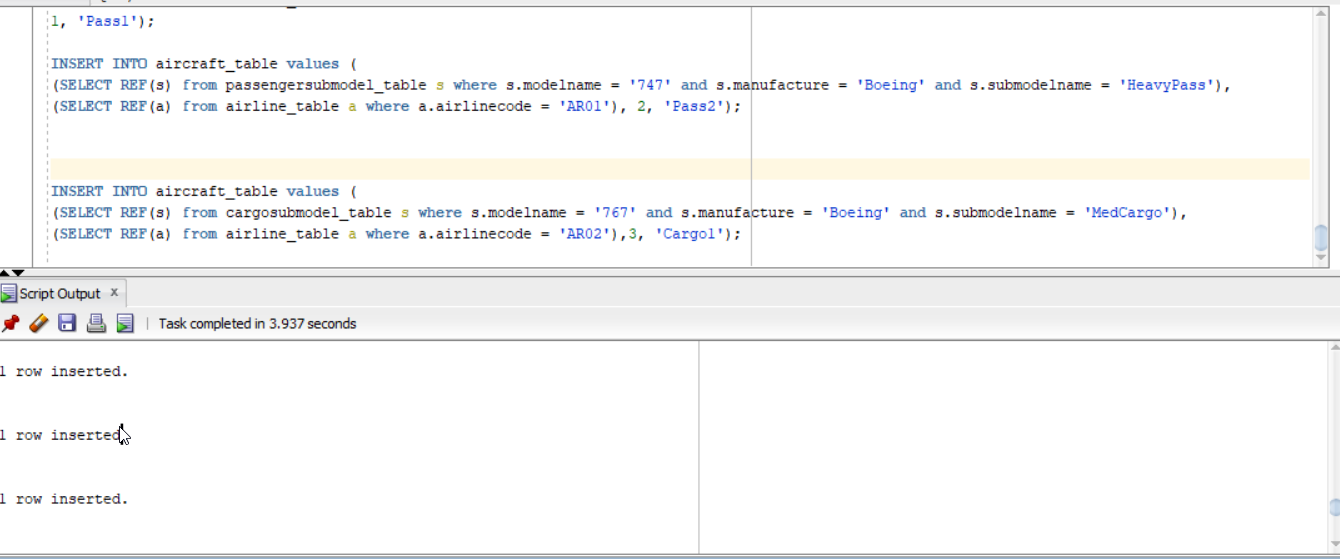 1, 'Pass1');
INSERT INTO aircraft_table values (
(SELECT REF(s) from passengersubmodel_table s where s.modelname = '747' and s.manufacture = 'Boeing' and s.submodelname = 'HeavyPass'),
(SELECT REF(a) from airline_table a where a.airlinecode = 'AR01'), 2, 'Pass2');
INSERT INTO aircraft_table values (
(SELECT REF(s) from cargosubmodel_table s where s.modelname = '767' and s.manufacture = 'Boeing' and s.submodelname = 'MedCargo'),
(SELECT REF(a) from airline_table a where a.airlinecode = 'AR02'),3, 'Cargo1');
Script Output x
Task completed in 3.937 seconds
1 row inserted.
1 row inserted
1 row inserted.